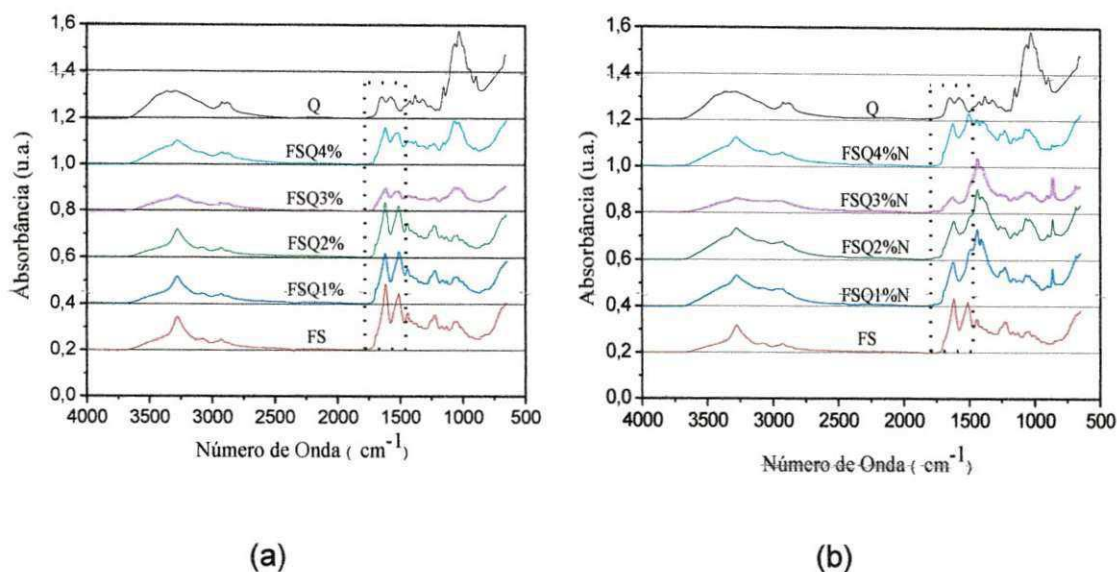 1,6
1,4
1,2
1,0
0,8
0,6
0,4
0,2
0,0
Absorbância (u.a.)
Q
FSQ4%
FSQ3%
FSQ2%
FSQ1%
FS
4000 3500 3000 2500 2000 1500 1000 500
Número de Onda ( cm-1)
(a)
1,6
1,4
1,2
1,0
0,8
0,6
0,4
0,2
0,0
Absorbância (u.a.)
Q
FSQ4%N
FSQ3%N
FSQ2%N
FSQ1%N
FS
4000 3500 3000 2500 2000 1500 1000 500
Número de Onda ( cm-1)
(b)